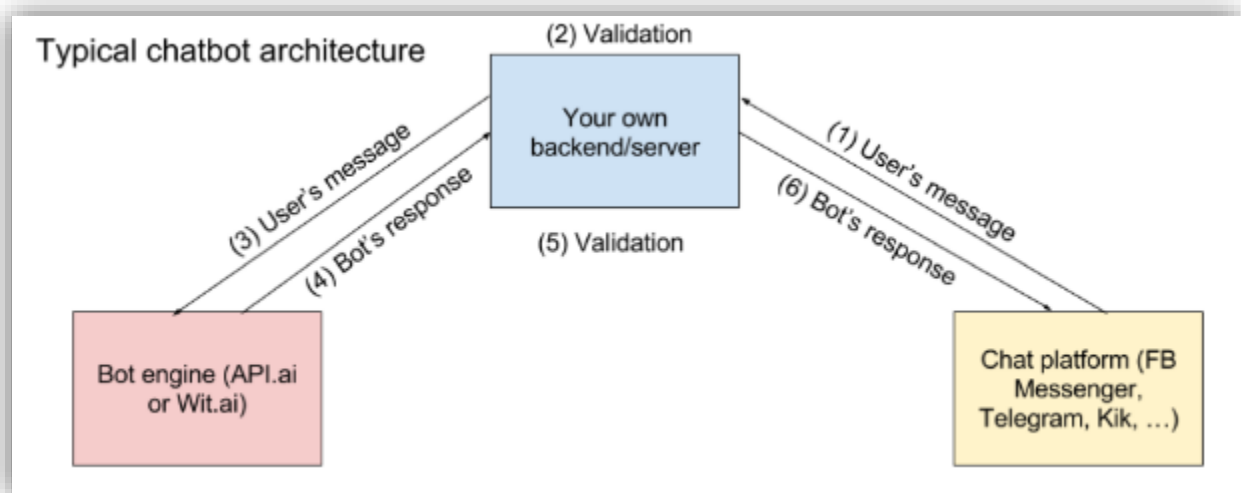 Typical chatbot architecture
(2) Validation
Your own
backend/server
(1) User's message
(3) User's message
(4) Bot's response
(6) Bot's response
(5) Validation
Bot engine (API.ai
or Wit.ai)
Chat platform (FB
Messenger,
Telegram, Kik, …)